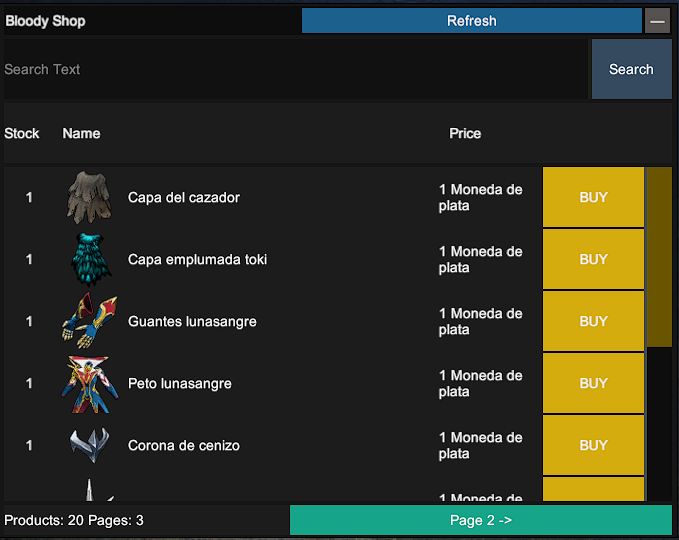 Bloody Shop
Refresh
—
Search Text
Search
Stock Name Price
1 Capa del cazador 1 Moneda de
plata BUY
1 Capa emplumada toki 1 Moneda de
plata BUY
1 Guantes lunasangre 1 Moneda de
plata BUY
1 Peto lunasangre 1 Moneda de
plata BUY
1 Corona de cenizo 1 Moneda de
plata BUY
1 Moneda de
Products: 20 Pages: 3
Page 2 ->